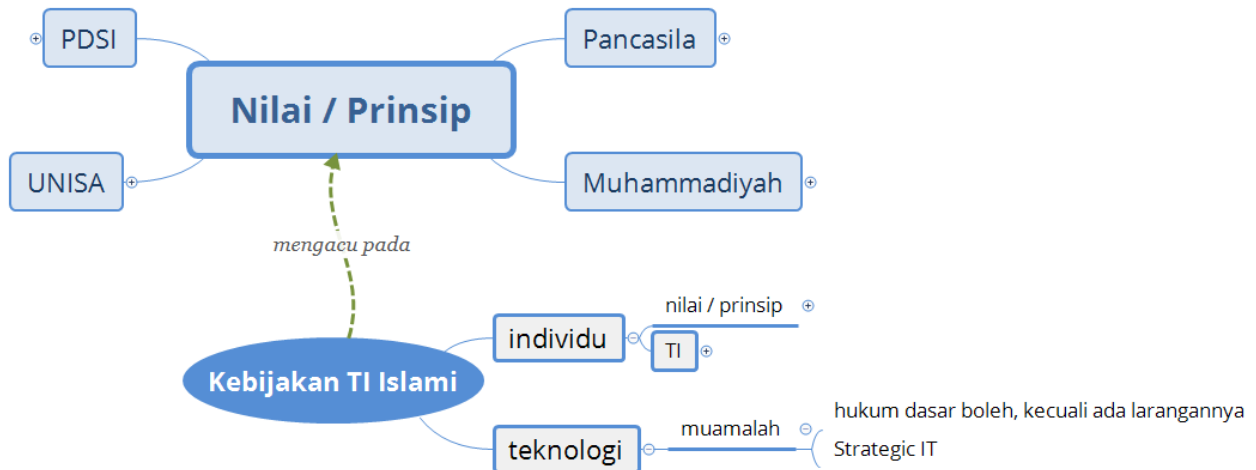 PDSI
Pancasila
Nilai / Prinsip
UNISA
Muhammadiyah
mengacu pada
nilai / prinsip
individu
TI
Kebijakan TI Islami
hukum dasar boleh, kecuali ada larangannya
muamalah
teknologi
Strategic IT